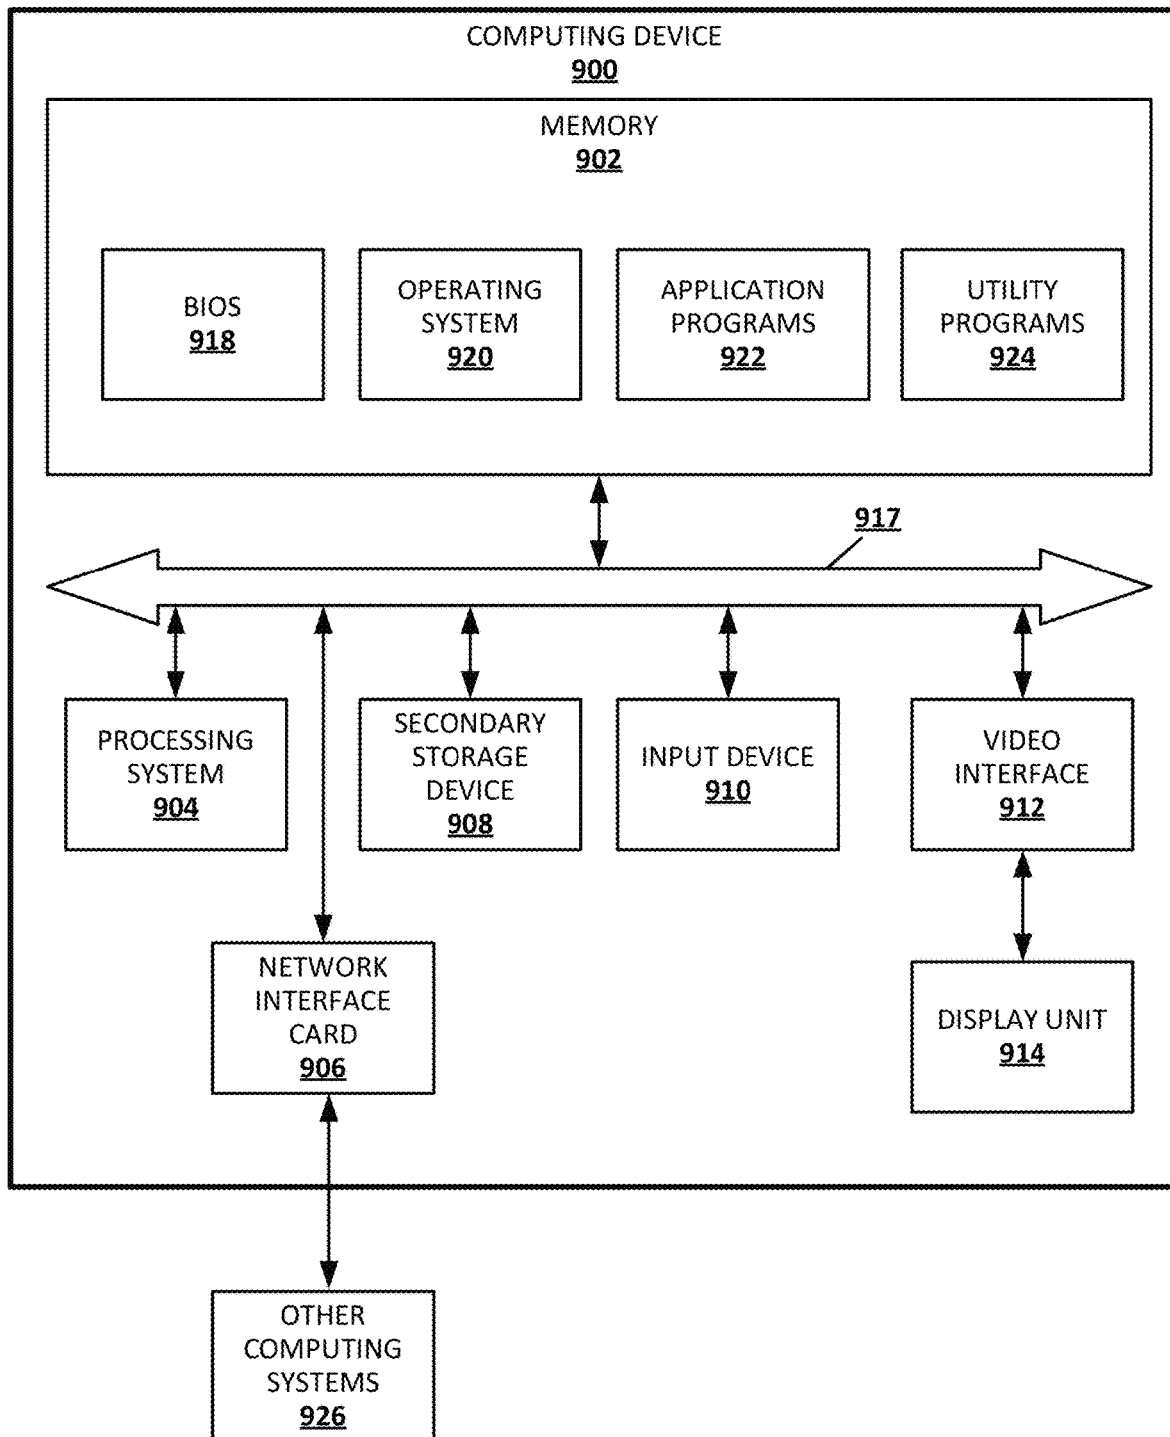 COMPUTING DEVICE
900
MEMORY
902
BIOS
918
OPERATING
SYSTEM
920
APPLICATION
PROGRAMS
922
UTILITY
PROGRAMS
924
917
PROCESSING
SYSTEM
904
SECONDARY
STORAGE
DEVICE
908
INPUT DEVICE
910
VIDEO
INTERFACE
912
NETWORK
INTERFACE
CARD
906
DISPLAY UNIT
914
OTHER
COMPUTING
SYSTEMS
926